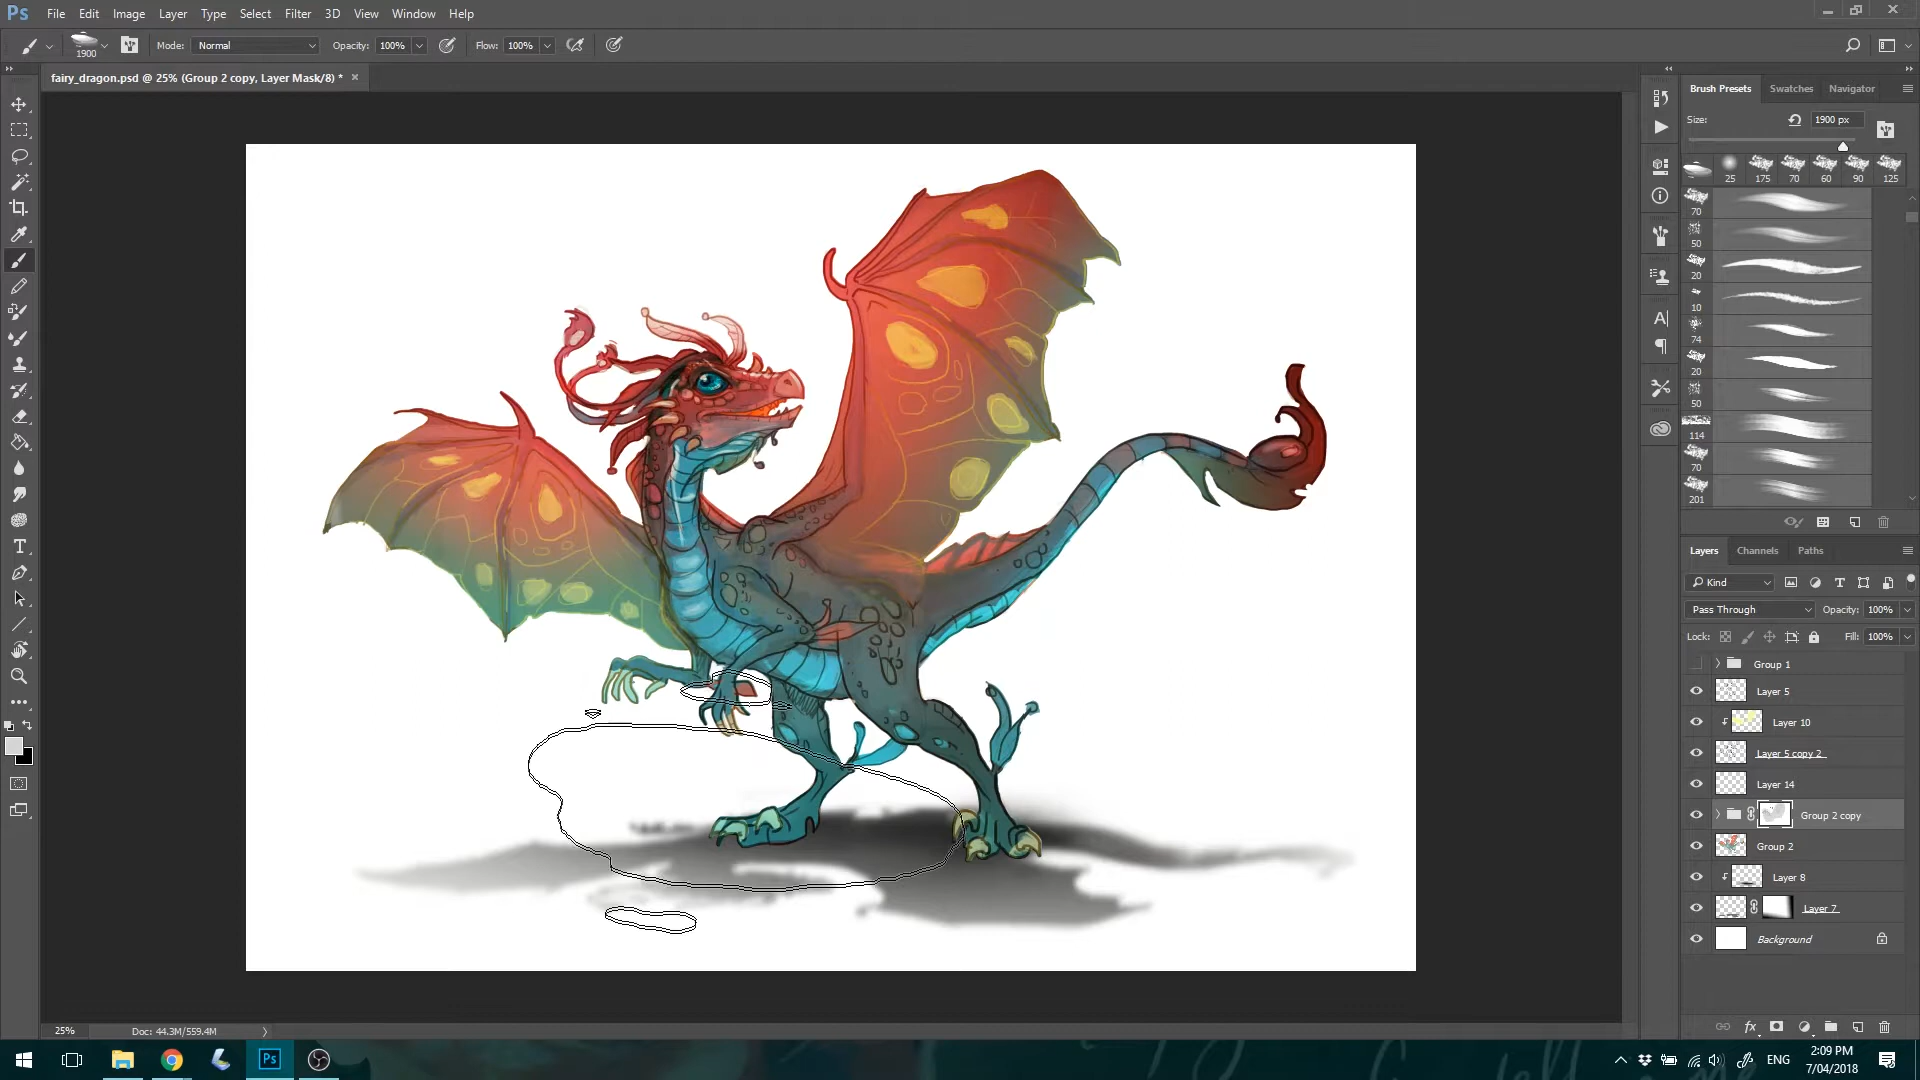 Ps File Edit Image Layer Type Select Filter 3D View Window Help
1900 Mode: Normal Opacity: 100% Flow: 100%
fairy_dragon.psd @ 25% (Group 2 copy, Layer Mask/8) * ×
Brush Presets Swatches Navigator
Size: 1900 px
25 175 70 60 90 125
70
50
20
10
74
20
50
114
70
201
Layers Channels Paths
Kind
Pass Through Opacity: 100%
Lock: Fill: 100%
Group 1
Layer 5
Layer 10
Layer 5 copy 2
Layer 14
Group 2 copy
Group 2
Layer 8
Layer 7
Background
fx
25% Doc: 44.3M/559.4M
Ps ENG 2:09 PM
7/04/2018